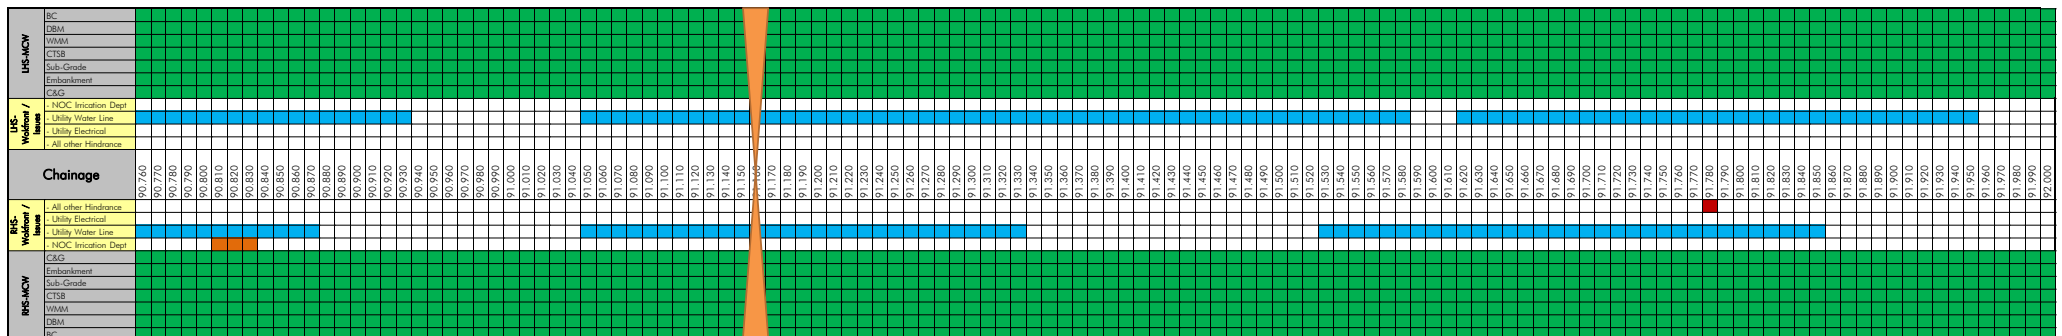 LHS-MCW
BC
DBM
WMM
CTSB
Sub-Grade
Embankment
C&G
LHS-
Wokfront /
Issues
- NOC Irrication Dept
- Utility Water Line
- Utility Electrical
- All other Hindrance
Chainage
90.760 90.770 90.780 90.790 90.800 90.810 90.820 90.830 90.840 90.850 90.860 90.870 90.880 90.890 90.900 90.910 90.920 90.930 90.940 90.950 90.960 90.970 90.980 90.990 91.000 91.010 91.020 91.030 91.040 91.050 91.060 91.070 91.080 91.090 91.100 91.110 91.120 91.130 91.140 91.150 91.170 91.180 91.190 91.200 91.210 91.220 91.230 91.240 91.250 91.260 91.270 91.280 91.290 91.300 91.310 91.320 91.330 91.340 91.350 91.360 91.370 91.380 91.390 91.400 91.410 91.420 91.430 91.440 91.450 91.460 91.470 91.480 91.490 91.500 91.510 91.520 91.530 91.540 91.550 91.560 91.570 91.580 91.590 91.600 91.610 91.620 91.630 91.640 91.650 91.660 91.670 91.680 91.690 91.700 91.710 91.720 91.730 91.740 91.750 91.760 91.770 91.780 91.790 91.800 91.810 91.820 91.830 91.840 91.850 91.860 91.870 91.880 91.890 91.900 91.910 91.920 91.930 91.940 91.950 91.960 91.970 91.980 91.990 92.000
RHS-
Wokfront /
Issues
- All other Hindrance
- Utility Electrical
- Utility Water Line
- NOC Irrication Dept
RHS-MCW
C&G
Embankment
Sub-Grade
CTSB
WMM
DBM
BC